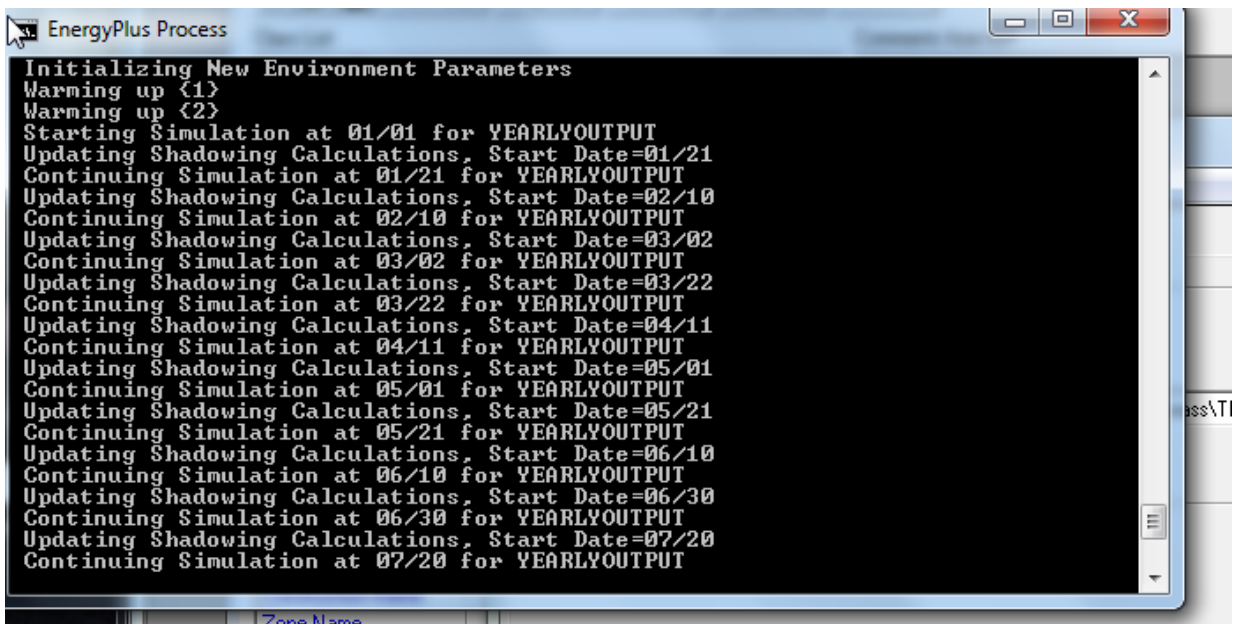 EnergyPlus Process
Initializing New Environment Parameters
Warming up {1}
Warming up {2}
Starting Simulation at 01/01 for YEARLYOUTPUT
Updating Shadowing Calculations, Start Date=01/21
Continuing Simulation at 01/21 for YEARLYOUTPUT
Updating Shadowing Calculations, Start Date=02/10
Continuing Simulation at 02/10 for YEARLYOUTPUT
Updating Shadowing Calculations, Start Date=03/02
Continuing Simulation at 03/02 for YEARLYOUTPUT
Updating Shadowing Calculations, Start Date=03/22
Continuing Simulation at 03/22 for YEARLYOUTPUT
Updating Shadowing Calculations, Start Date=04/11
Continuing Simulation at 04/11 for YEARLYOUTPUT
Updating Shadowing Calculations, Start Date=05/01
Continuing Simulation at 05/01 for YEARLYOUTPUT
Updating Shadowing Calculations, Start Date=05/21
Continuing Simulation at 05/21 for YEARLYOUTPUT
Updating Shadowing Calculations, Start Date=06/10
Continuing Simulation at 06/10 for YEARLYOUTPUT
Updating Shadowing Calculations, Start Date=06/30
Continuing Simulation at 06/30 for YEARLYOUTPUT
Updating Shadowing Calculations, Start Date=07/20
Continuing Simulation at 07/20 for YEARLYOUTPUT
Zone Name